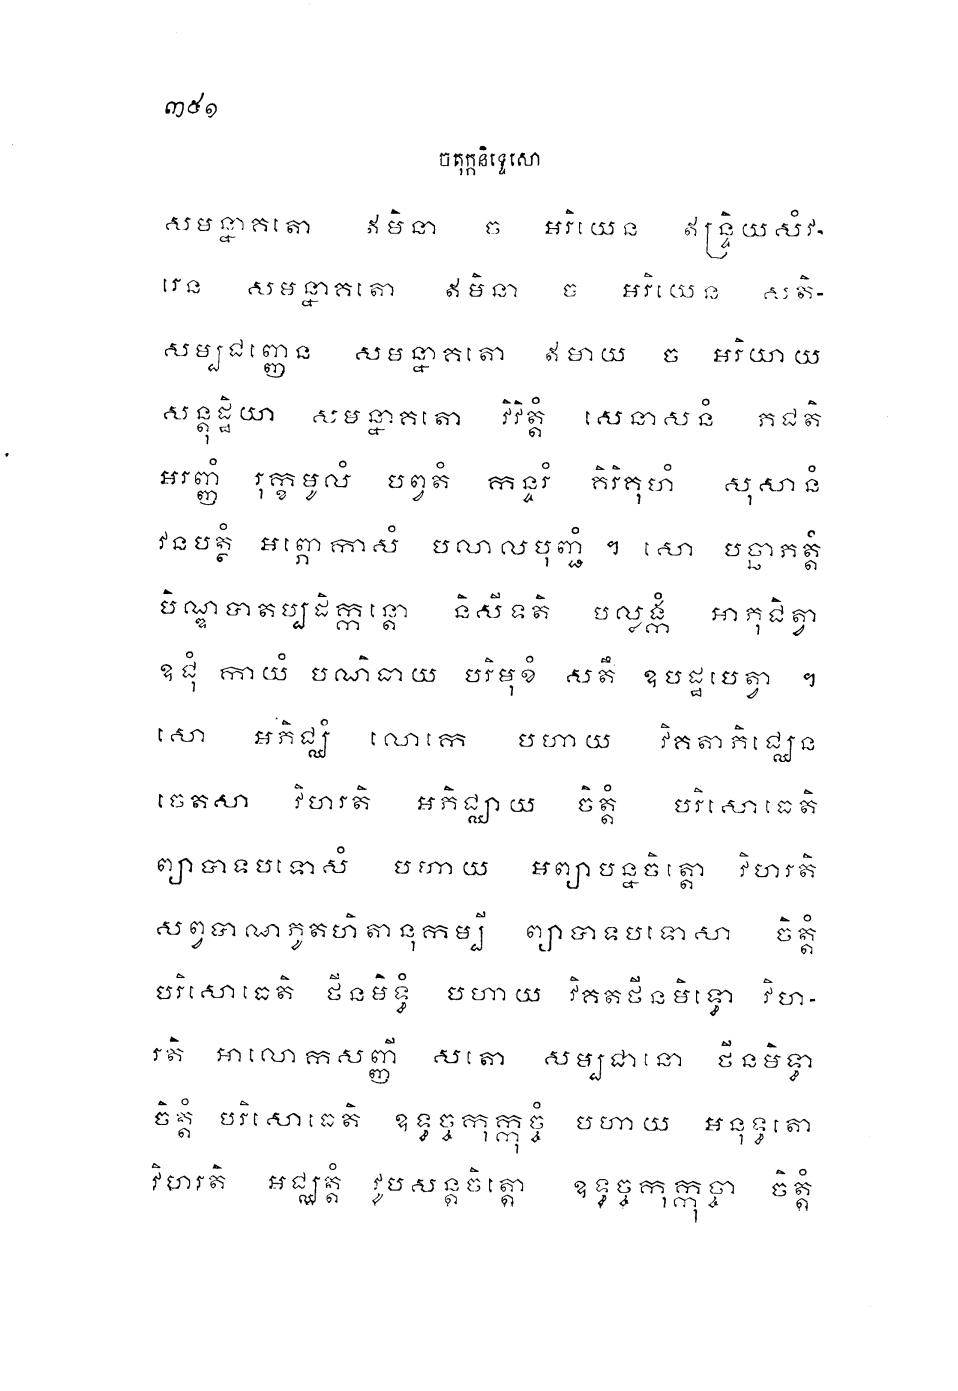 ៣៥១
ចតុក្កនិទ្ទេសោ
សមន្នាគតោ ឥមិនា ច អរិយេន ឥន្ទ្រិយសំវ-
រេន សមន្នាគតោ ឥមិនា ច អរិយេន សតិ-
សម្បជញ្ញេន សមន្នាគតោ ឥមាយ ច អរិយាយ
សន្តុដ្ឋិយា សមន្នាគតោ វិវិត្តំ សេនាសនំ ភជតិ
អរញ្ញំ រុក្ខមូលំ បព្វតំ កន្ទរំ គិរិគុហំ សុសានំ
វនបត្ថំ អព្ភោកាសំ បលាលបុញ្ជំ ។ សោ បច្ឆាភត្តំ
បិណ្ឌបាតប្បដិក្កន្តោ និសីទតិ បល្លង្កំ អាភុជិត្វា
ឧជុំ កាយំ បណិធាយ បរិមុខំ សតឹ ឧបដ្ឋបេត្វា ។
សោ អភិជ្ឈំ លោកេ បហាយ វិគតាភិជ្ឈេន
ចេតសា វិហរតិ អភិជ្ឈាយ ចិត្តំ បរិសោធេតិ
ព្យាបាទបទោសំ បហាយ អព្យាបន្នចិត្តោ វិហរតិ
សព្វបាណភូតហិតានុកម្បី ព្យាបាទបទោសា ចិត្តំ
បរិសោធេតិ ថីនមិទ្ធំ បហាយ វិគតថីនមិទ្ធោ វិហ-
រតិ អាលោកសញ្ញី សតោ សម្បជានោ ថីនមិទ្ធា
ចិត្តំ បរិសោធេតិ ឧទ្ធច្ចកុក្កុច្ចំ បហាយ អនុទ្ធតោ
វិហរតិ អជ្ឈត្តំ វូបសន្តចិត្តោ ឧទ្ធច្ចកុក្កុច្ចា ចិត្តំ